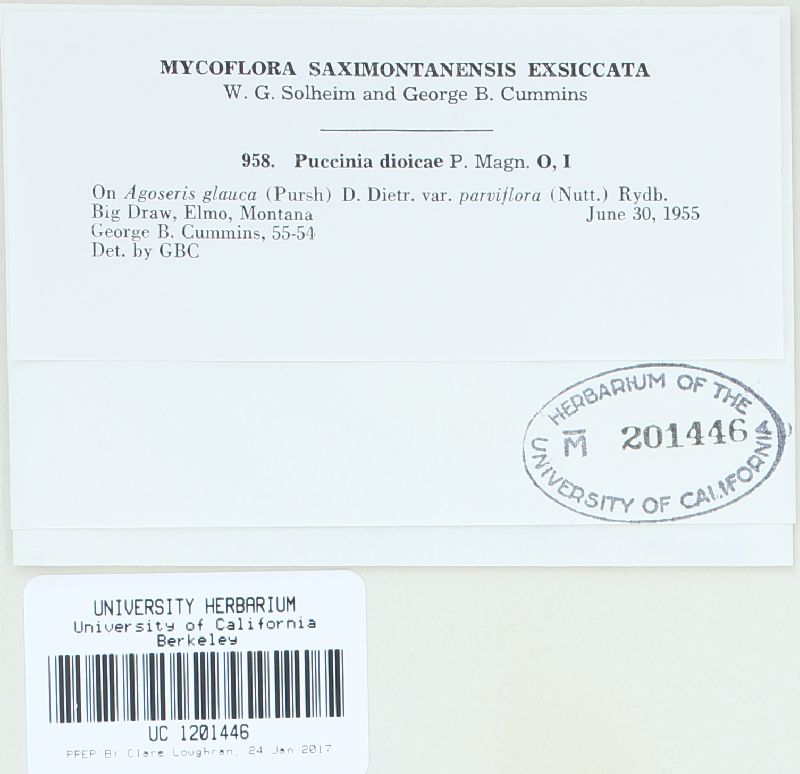 MYCOFLORA SAXIMONTANENSIS EXSICCATA
W. G. Solheim and George B. Cummins
958. Puccinia dioicae P. Magn. O, I
On Agoseris glauca (Pursh) D. Dietr. var. parviflora (Nutt.) Rydb.
Big Draw, Elmo, Montana June 30, 1955
George B. Cummins, 55-54
Det. by GBC
HERBARIUM OF THE
M̅ 201446
UNIVERSITY OF CALIFORNIA
UNIVERSITY HERBARIUM
University of California
Berkeley
UC 1201446
PREP BY Clare Loughran, 24 Jan 2017